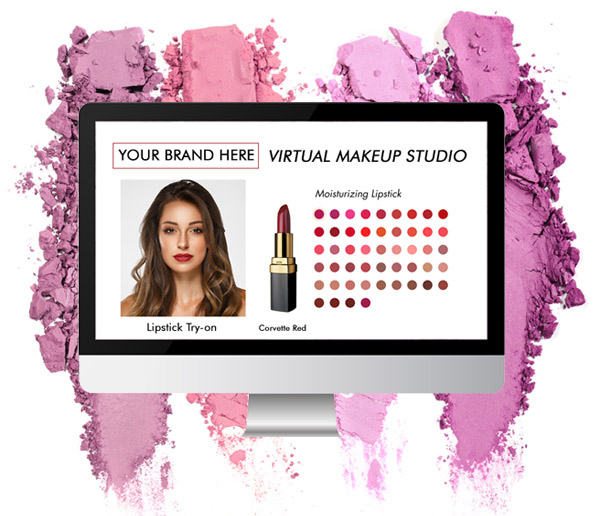 YOUR BRAND HERE VIRTUAL MAKEUP STUDIO
Moisturizing Lipstick
Lipstick Try-on
Corvette Red